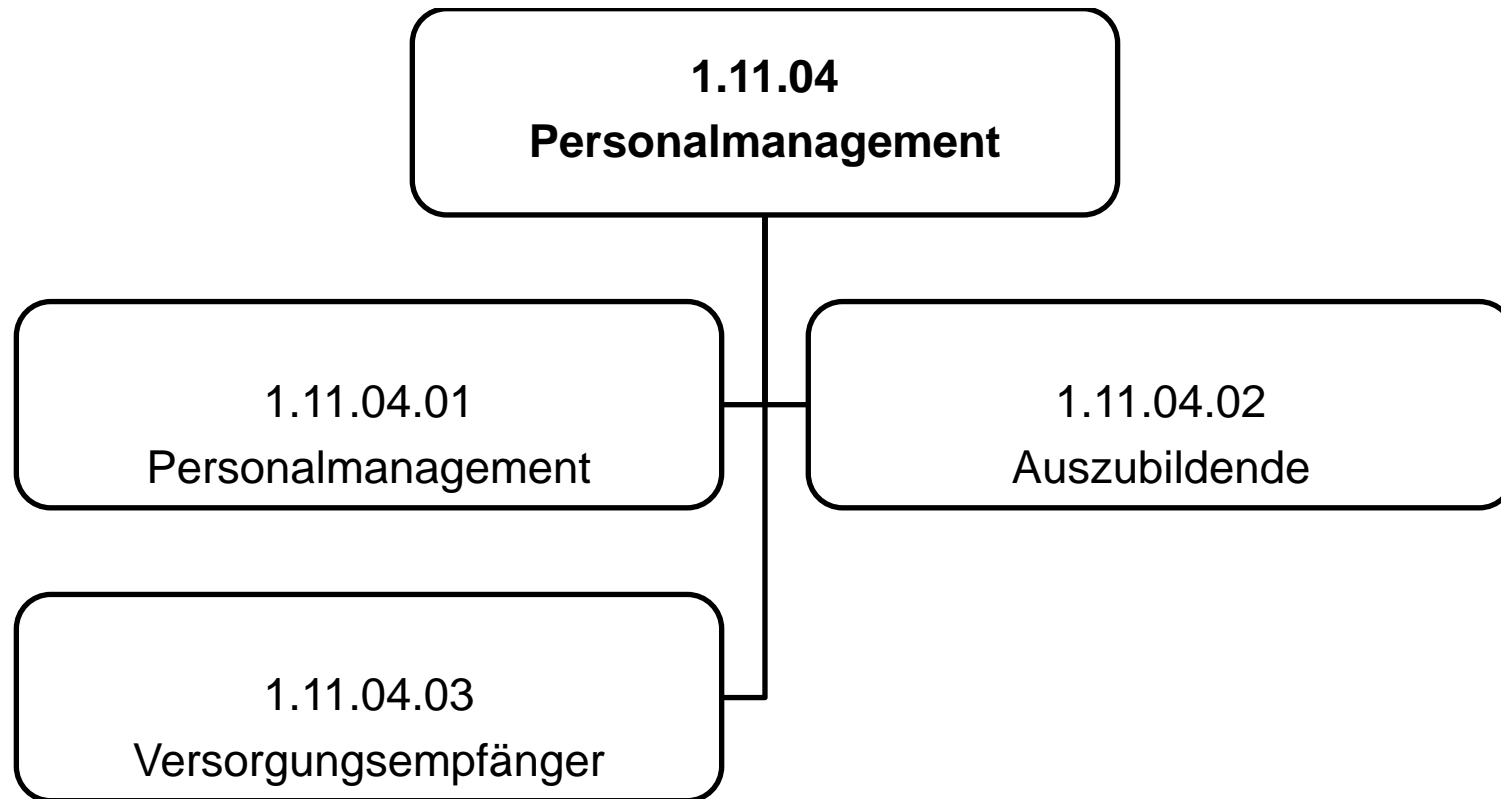 1.11.04
Personalmanagement
1.11.04.01
Personalmanagement
1.11.04.02
Auszubildende
1.11.04.03
Versorgungsempfänger